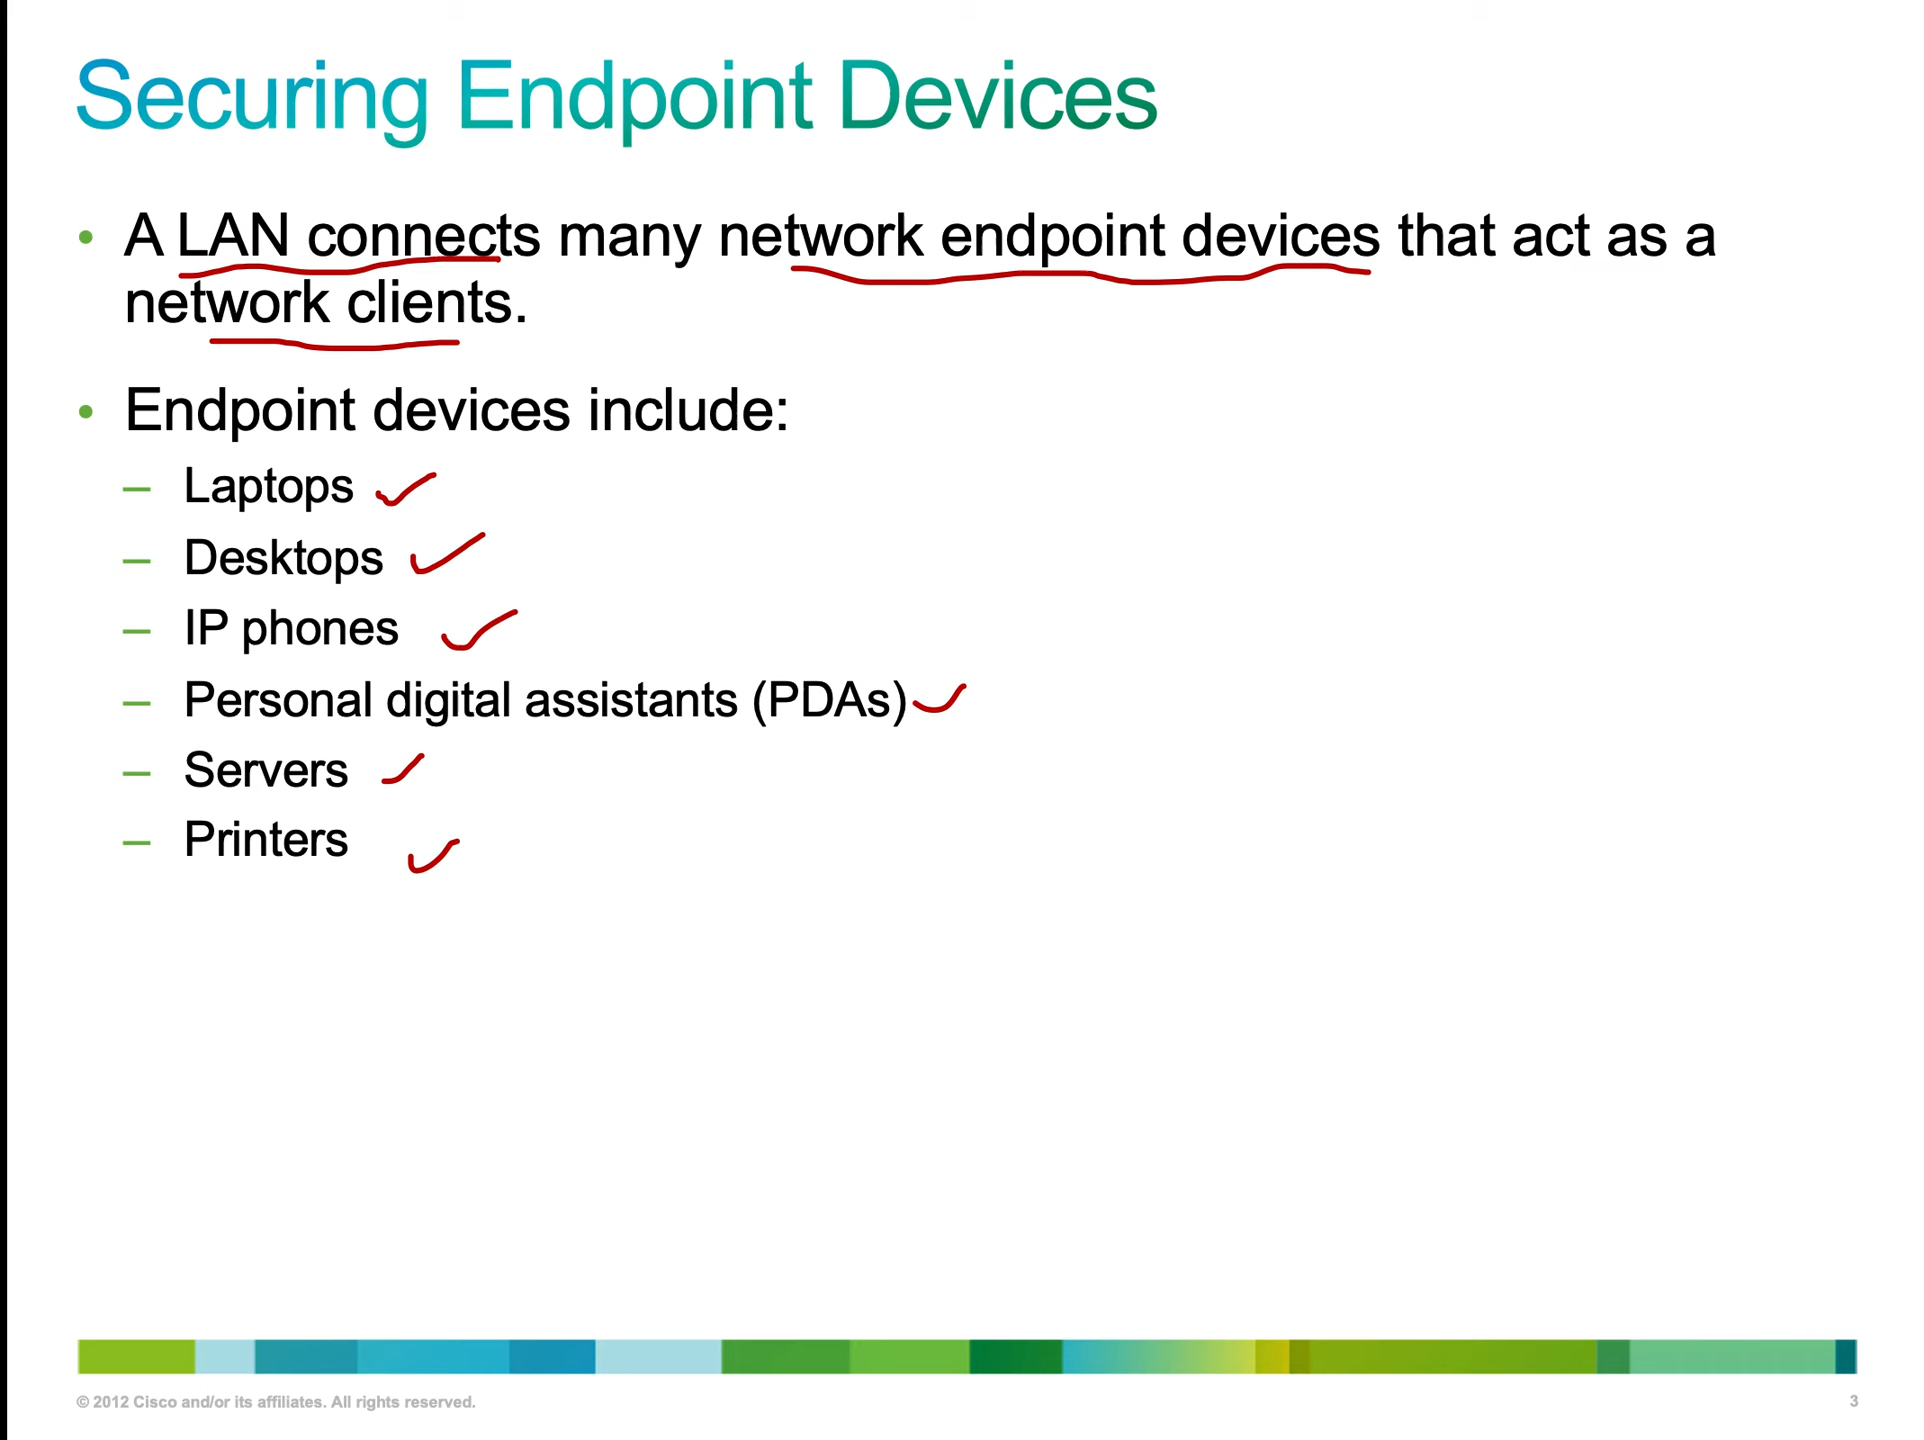 Securing Endpoint Devices
• A LAN connects many network endpoint devices that act as a
network clients.
• Endpoint devices include:
– Laptops
– Desktops
– IP phones
– Personal digital assistants (PDAs)
– Servers
– Printers
© 2012 Cisco and/or its affiliates. All rights reserved.
3